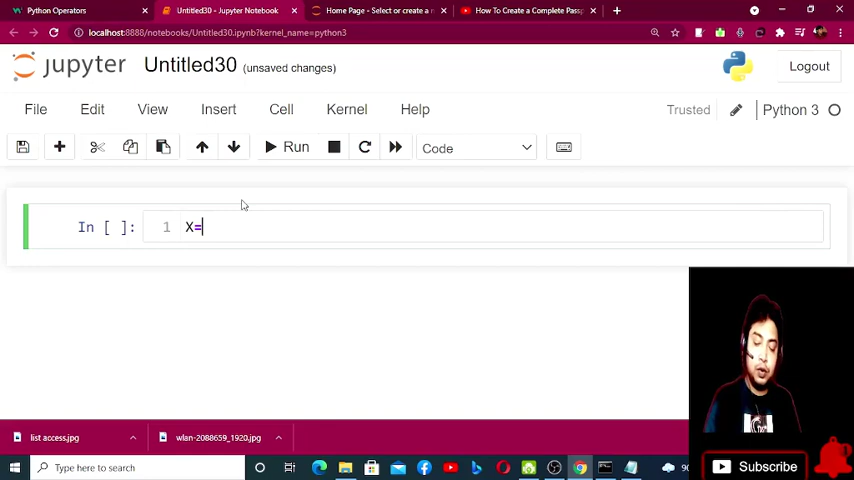 Python Operators
Untitled30 - Jupyter Notebook
Home Page - Select or create a n
How To Create a Complete Passp
localhost:8888/notebooks/Untitled30.ipynb?kernel_name=python3
jupyter
Untitled30 (unsaved changes)
Logout
File Edit View Insert Cell Kernel Help
Trusted
Python 3
Run
Code
In [ ]:
1 X=
list access.jpg
wlan-2088659_1920.jpg
Type here to search
Subscribe